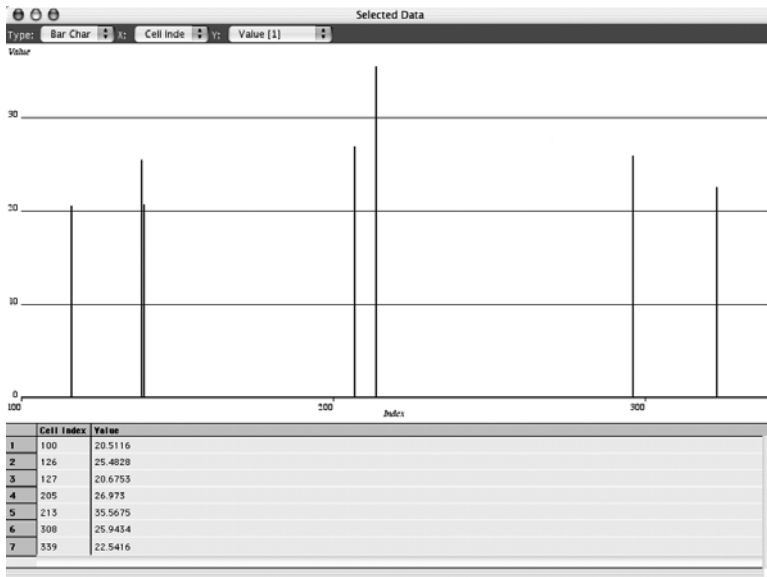 Selected Data
Type: Bar Char X: Cell Inde Y: Value [1]
Value
30
20
10
0
100 200 300
Index
Cell Index Value
1 100 20.5116
2 126 25.4828
3 127 20.6753
4 205 26.973
5 213 35.5675
6 308 25.9434
7 339 22.5416